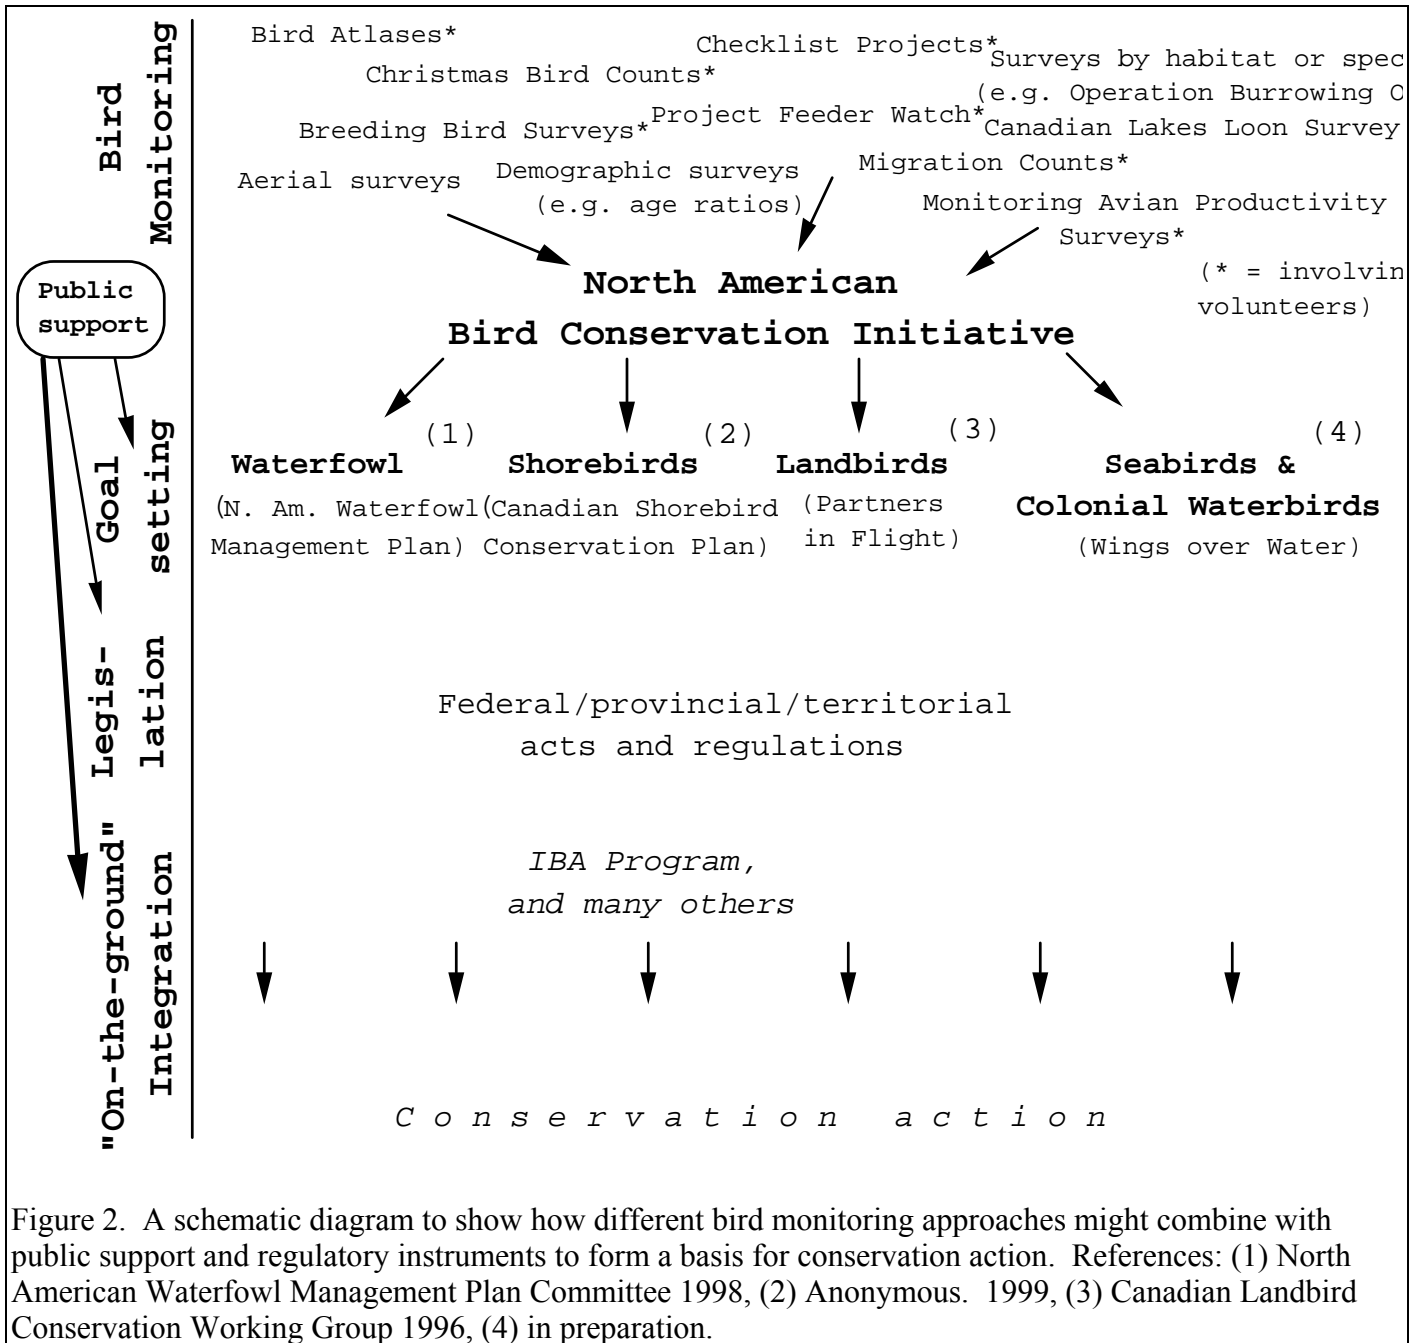 Bird
Monitoring
Bird Atlases*
Checklist Projects*
Christmas Bird Counts*
Surveys by habitat or spec
(e.g. Operation Burrowing O
Breeding Bird Surveys*
Project Feeder Watch*
Canadian Lakes Loon Survey
Aerial surveys
Demographic surveys
(e.g. age ratios)
Migration Counts*
Monitoring Avian Productivity
Surveys*
(* = involvin
volunteers)
Public
support
North American
Bird Conservation Initiative
Goal
setting
(1)
Waterfowl
(N. Am. Waterfowl
Management Plan)
(2)
Shorebirds
(Canadian Shorebird
Conservation Plan)
(3)
Landbirds
(Partners
in Flight)
(4)
Seabirds &
Colonial Waterbirds
(Wings over Water)
Legis-
lation
Federal/provincial/territorial
acts and regulations
"On-the-ground"
Integration
IBA Program,
and many others
Conservation action
Figure 2. A schematic diagram to show how different bird monitoring approaches might combine with
public support and regulatory instruments to form a basis for conservation action. References: (1) North
American Waterfowl Management Plan Committee 1998, (2) Anonymous. 1999, (3) Canadian Landbird
Conservation Working Group 1996, (4) in preparation.